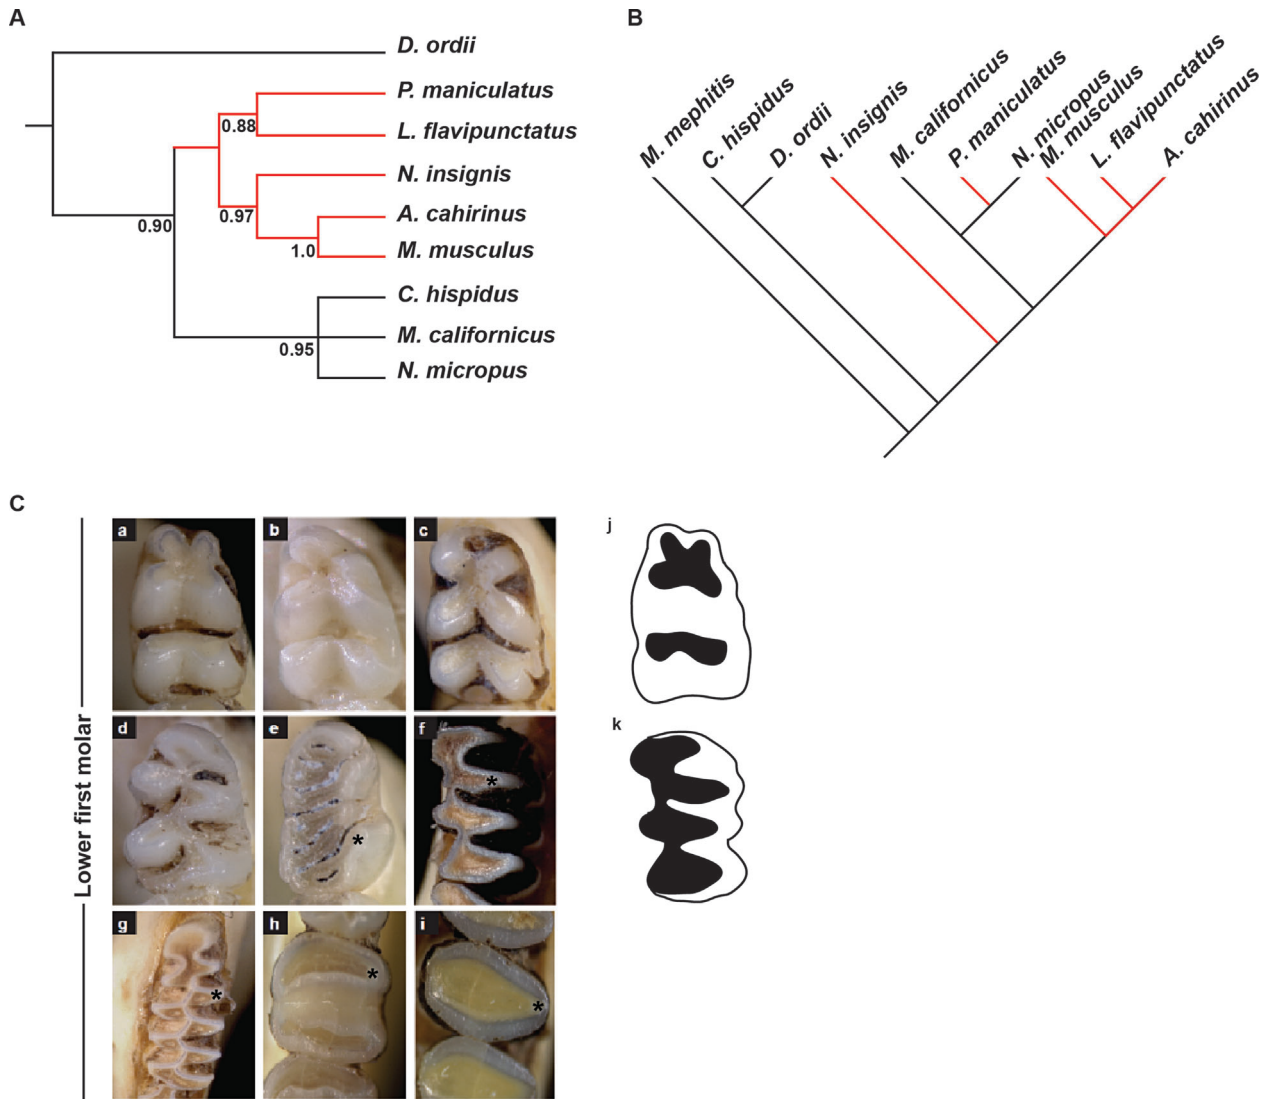 A
D. ordii
P. maniculatus
0.88
L. flavipunctatus
N. insignis
0.97
0.90
A. cahirinus
1.0
M. musculus
C. hispidus
M. californicus
0.95
N. micropus
B
M. mephitis
C. hispidus
D. ordii
N. insignis
M. californicus
P. maniculatus
N. micropus
M. musculus
L. flavipunctatus
A. cahirinus
C
Lower first molar
a
b
c
d
e
*
f
*
g
*
h
*
i
*
j
k